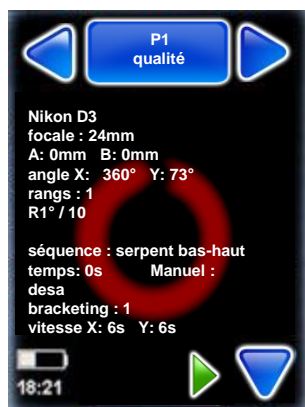 P1
qualité
Nikon D3
focale : 24mm
A: 0mm B: 0mm
angle X: 360° Y: 73°
rangs : 1
R1° / 10
séquence : serpent bas-haut
temps: 0s Manuel :
desa
bracketing : 1
vitesse X: 6s Y: 6s
18:21